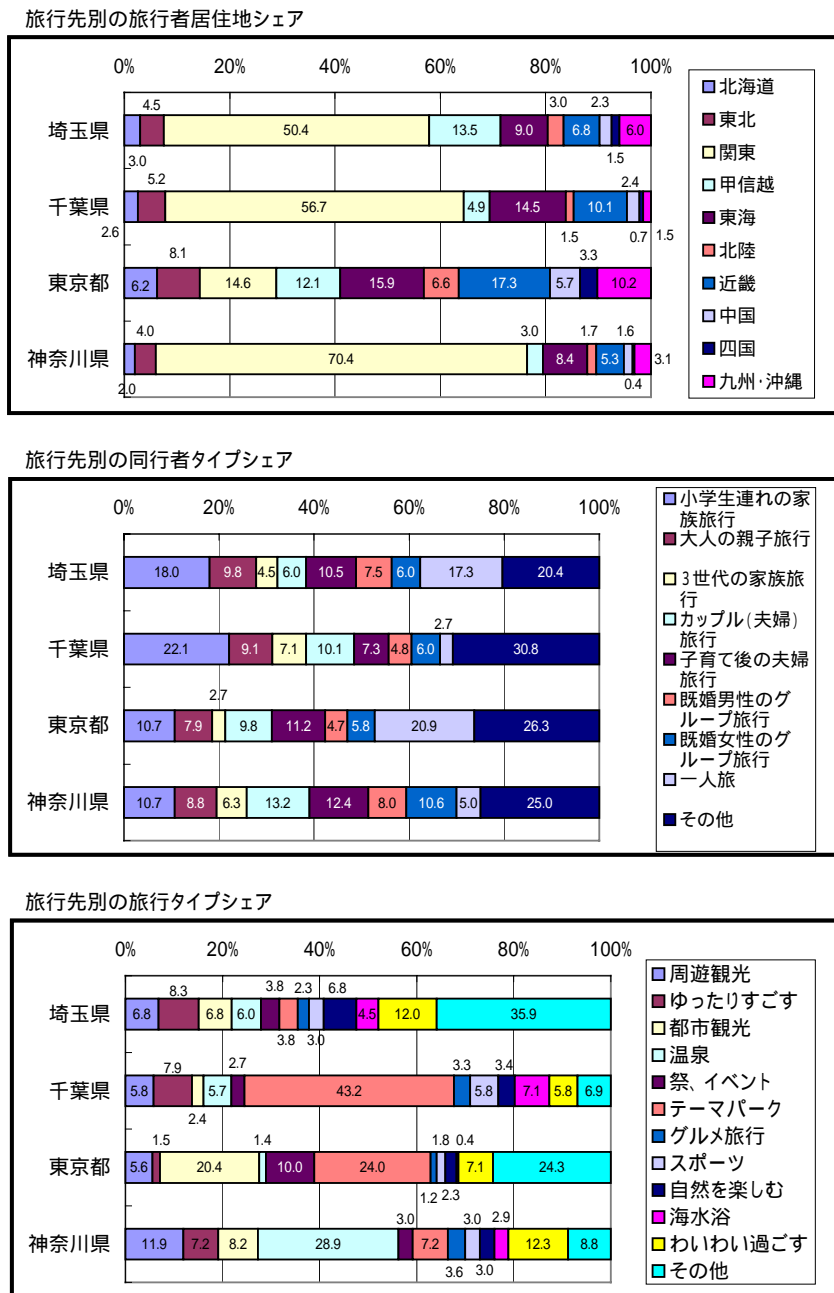 旅行先別の旅行者居住地シェア
0% 20% 40% 60% 80% 100%
4.5 3.0 2.3
埼玉県 50.4 13.5 9.0 6.8 6.0
3.0 1.5
5.2 2.4
千葉県 56.7 4.9 14.5 10.1
2.6 1.5 0.7 1.5
8.1 3.3
東京都 6.2 14.6 12.1 15.9 6.6 17.3 5.7 10.2
4.0 3.0 1.7 1.6
神奈川県 70.4 8.4 5.3 3.1
2.0 0.4
北海道
東北
関東
甲信越
東海
北陸
近畿
中国
四国
九州・沖縄
旅行先別の同行者タイプシェア
0% 20% 40% 60% 80% 100%
埼玉県 18.0 9.8 4.5 6.0 10.5 7.5 6.0 17.3 20.4
2.7
千葉県 22.1 9.1 7.1 10.1 7.3 4.8 6.0 30.8
2.7
東京都 10.7 7.9 9.8 11.2 4.7 5.8 20.9 26.3
神奈川県 10.7 8.8 6.3 13.2 12.4 8.0 10.6 5.0 25.0
小学生連れの家
族旅行
大人の親子旅行
3世代の家族旅
行
カップル(夫婦)
旅行
子育て後の夫婦
旅行
既婚男性のグ
ループ旅行
既婚女性のグ
ループ旅行
一人旅
その他
旅行先別の旅行タイプシェア
0% 20% 40% 60% 80% 100%
8.3 3.8 2.3 6.8
埼玉県 6.8 6.8 6.0 4.5 12.0 35.9
3.8 3.0
7.9 2.7 3.3 3.4
千葉県 5.8 5.7 43.2 5.8 7.1 5.8 6.9
2.4
1.5 1.4 1.8 0.4
東京都 5.6 20.4 10.0 24.0 7.1 24.3
1.2 2.3
3.0 3.0 2.9
神奈川県 11.9 7.2 8.2 28.9 7.2 12.3 8.8
3.6 3.0
周遊観光
ゆったりすごす
都市観光
温泉
祭、イベント
テーマパーク
グルメ旅行
スポーツ
自然を楽しむ
海水浴
わいわい過ごす
その他